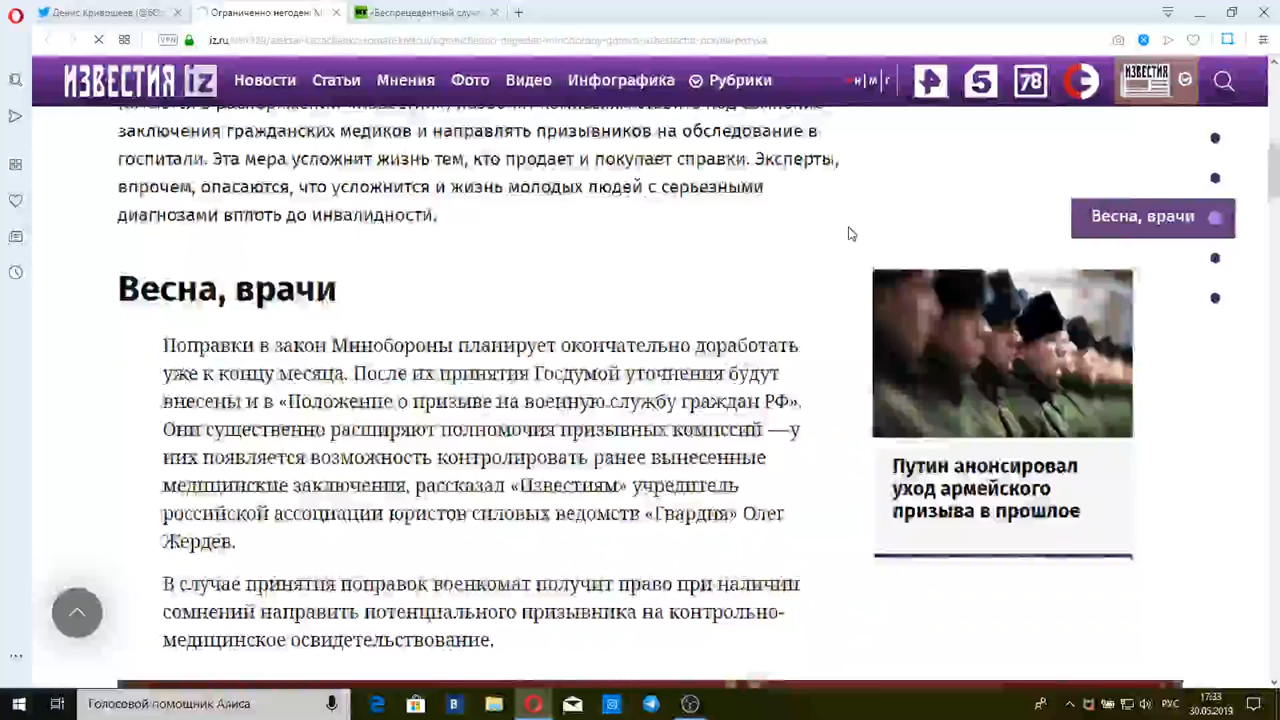 Денис Кривошеев (@66
Ограниченно негоден: М
«Беспрецедентный случа
VPN
iz.ru
ИЗВЕСТИЯ iz
Новости
Статьи
Мнения
Фото
Видео
Инфографика
Рубрики
н|м|г
5
78
ИЗВЕСТИЯ
заключения гражданских медиков и направлять призывников на обследование в
госпитали. Эта мера усложнит жизнь тем, кто продает и покупает справки. Эксперты,
впрочем, опасаются, что усложнится и жизнь молодых людей с серьезными
диагнозами вплоть до инвалидности.
Весна, врачи
Весна, врачи
Поправки в закон Минобороны планирует окончательно доработать
уже к концу месяца. После их принятия Госдумой уточнения будут
внесены и в «Положение о призыве на военную службу граждан РФ».
Они существенно расширяют полномочия призывных комиссий —у
них появляется возможность контролировать ранее вынесенные
медицинские заключения, рассказал «Известиям» учредитель
российской ассоциации юристов силовых ведомств «Гвардия» Олег
Жердев.
В случае принятия поправок военкомат получит право при наличии
сомнений направить потенциального призывника на контрольно-
медицинское освидетельствование.
Путин анонсировал
уход армейского
призыва в прошлое
Голосовой помощник Алиса
РУС
17:33
30.05.2019